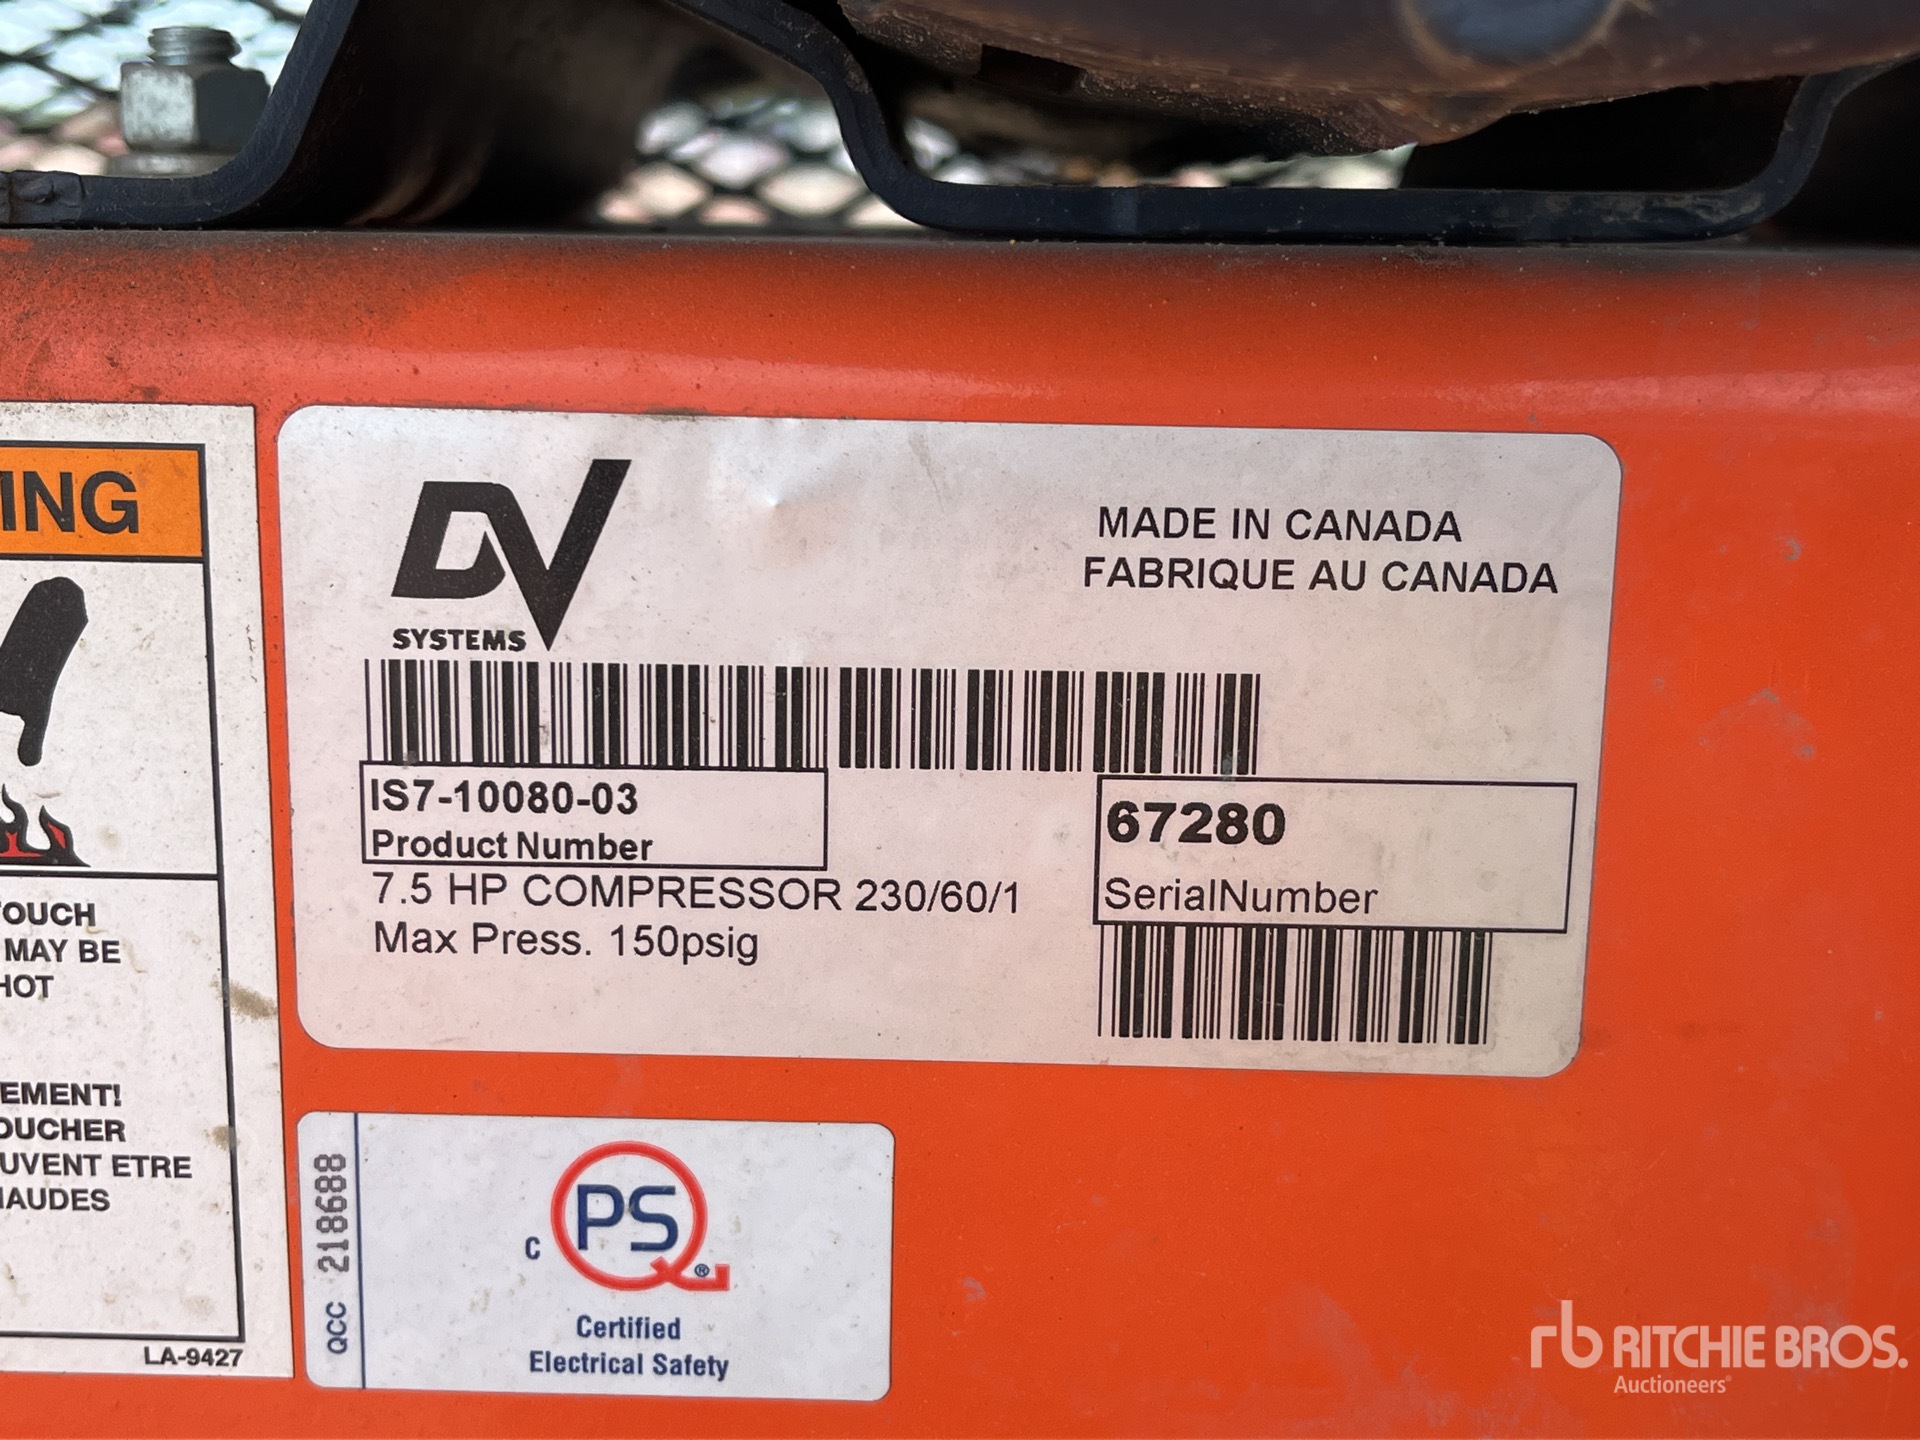 ING
OUCH
MAY BE
HOT
EMENT!
OUCHER
UVENT ETRE
HAUDES
LA-9427
DV
SYSTEMS
MADE IN CANADA
FABRIQUE AU CANADA
IS7-10080-03
Product Number
7.5 HP COMPRESSOR 230/60/1
Max Press. 150psig
67280
SerialNumber
QCC 218688
C PS®
Certified
Electrical Safety
rb RITCHIE BROS.
Auctioneers®